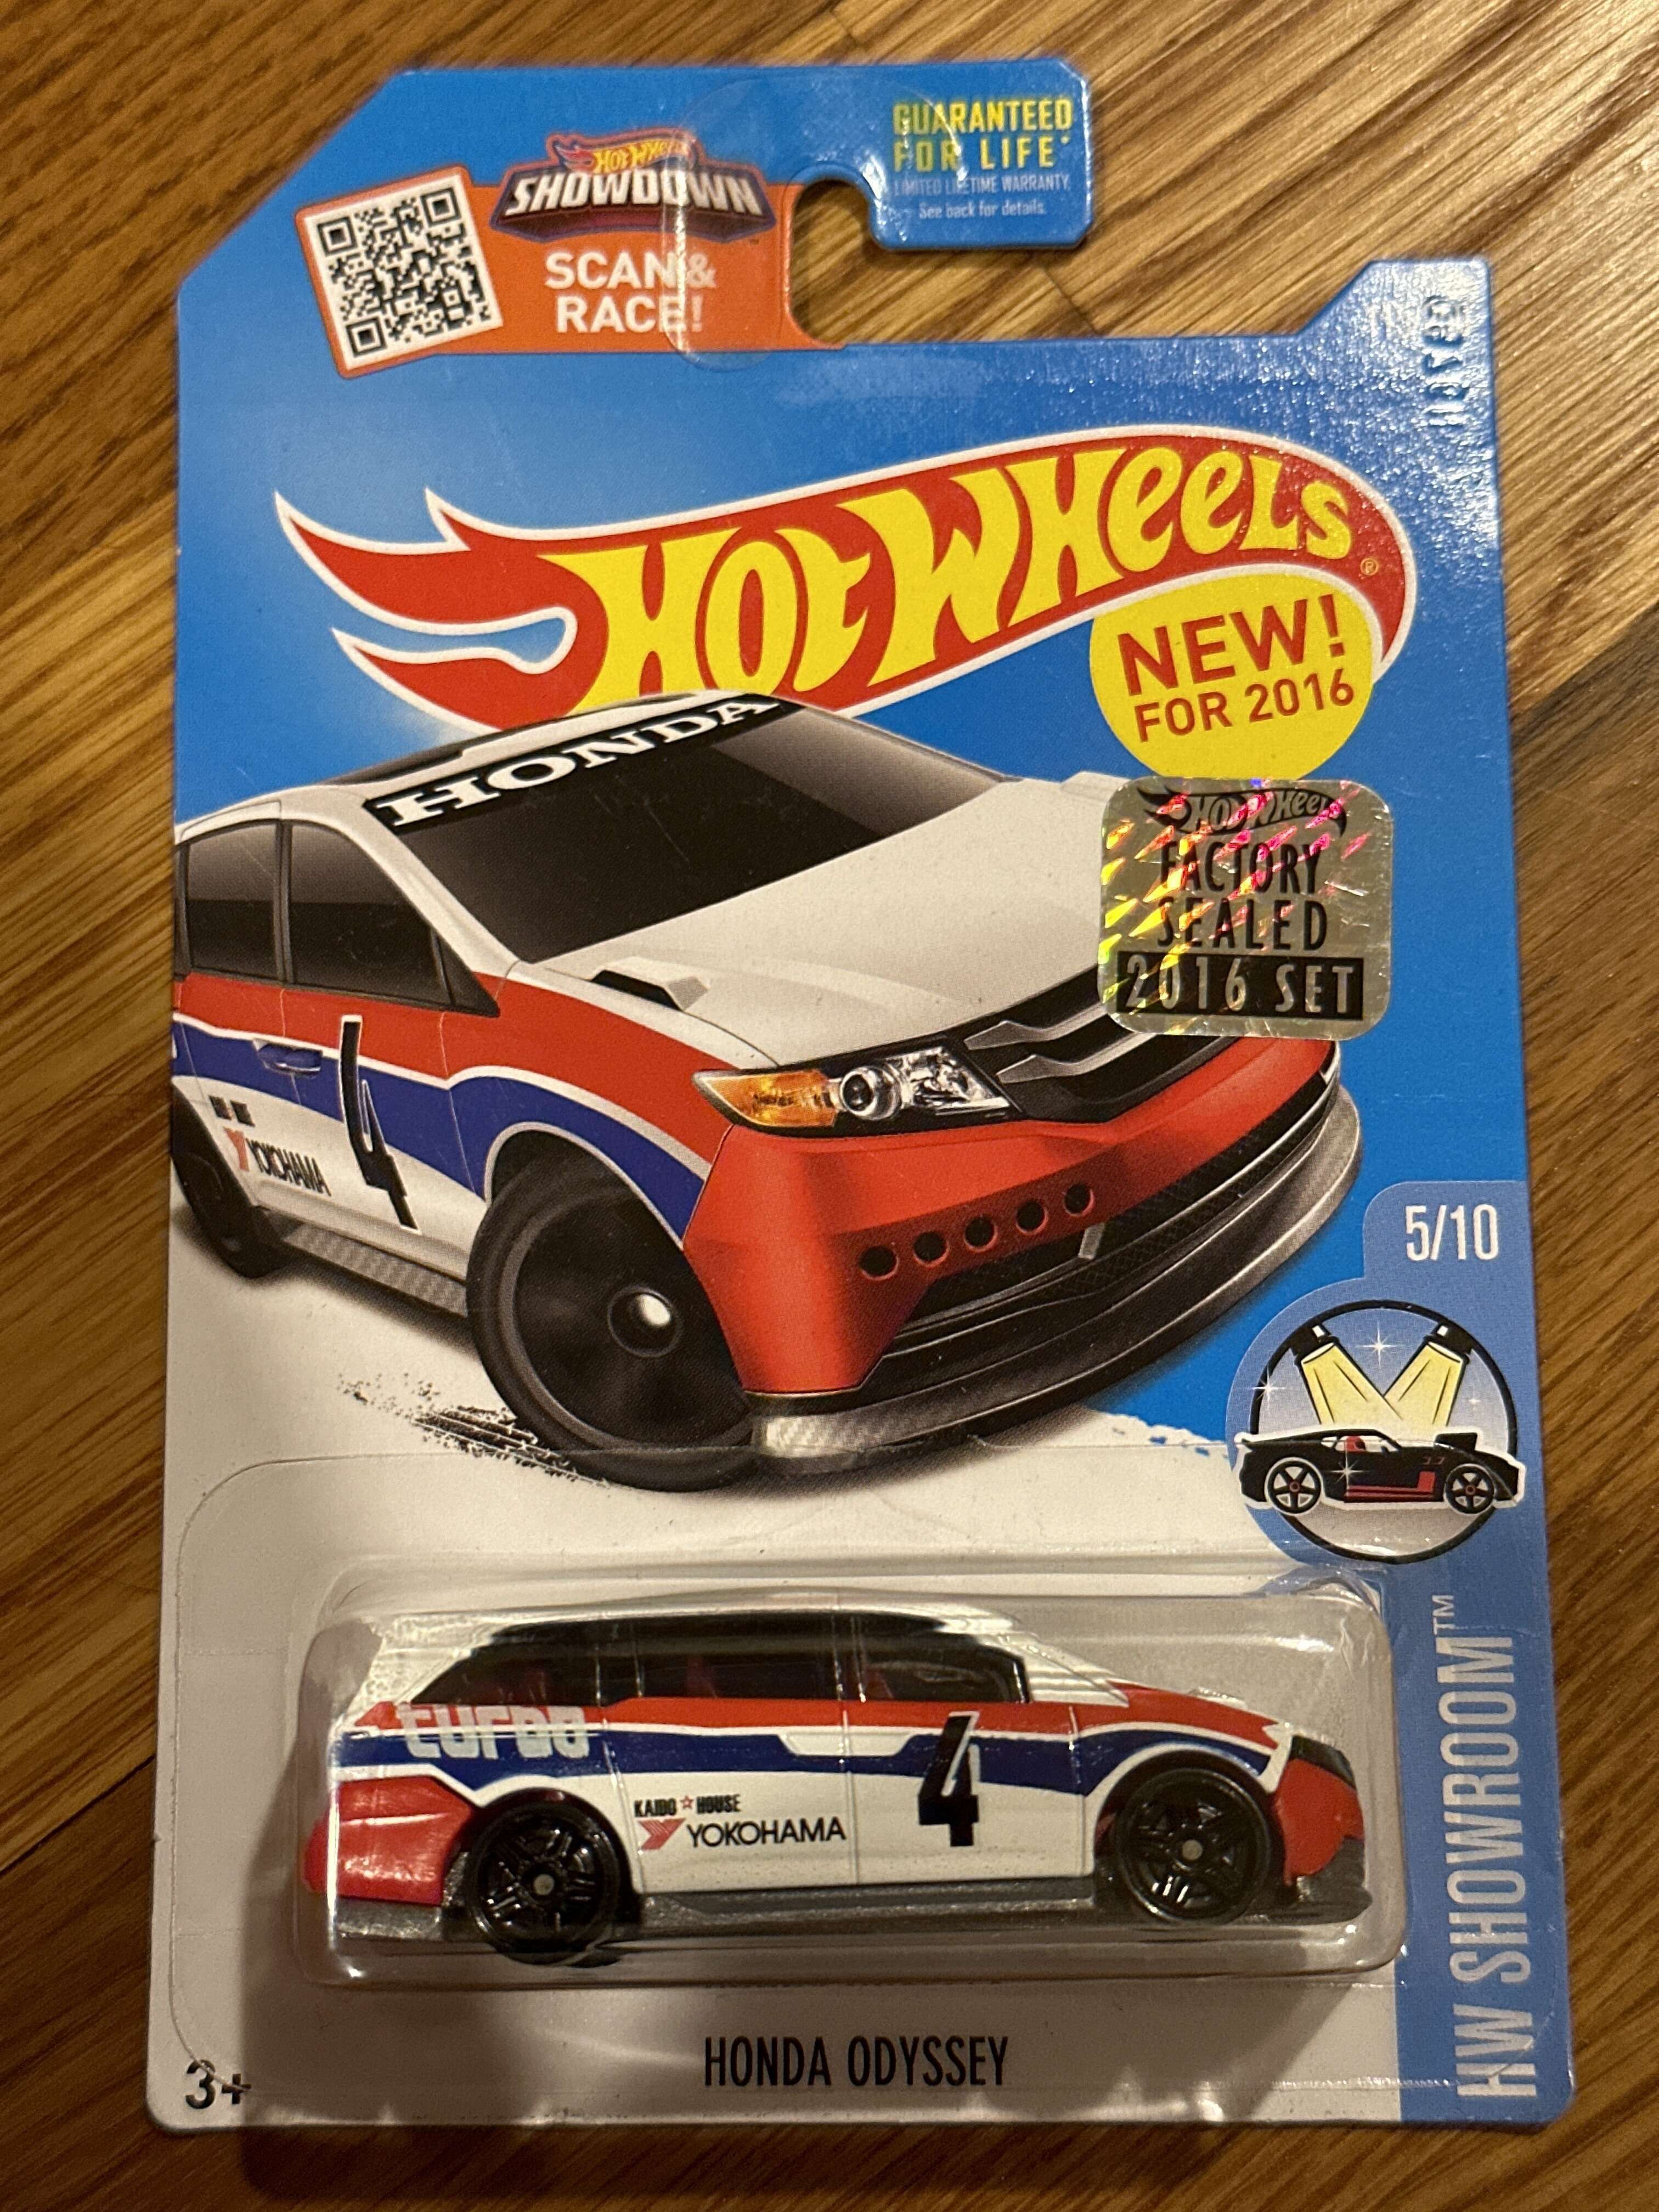 HOT WHEELS
SHOWDOWN™
SCAN &
RACE!
GUARANTEED
FOR LIFE*
LIMITED LIFETIME WARRANTY.
See back for details.
HOT WHEELS®
NEW!
FOR 2016
HONDA
HOT WHEELS
FACTORY
SEALED
2016 SET
4
YOKOHAMA
5/10
HW SHOWROOM™
turbo
4
KAIDO ☆ HOUSE
YOKOHAMA
HONDA ODYSSEY
3+